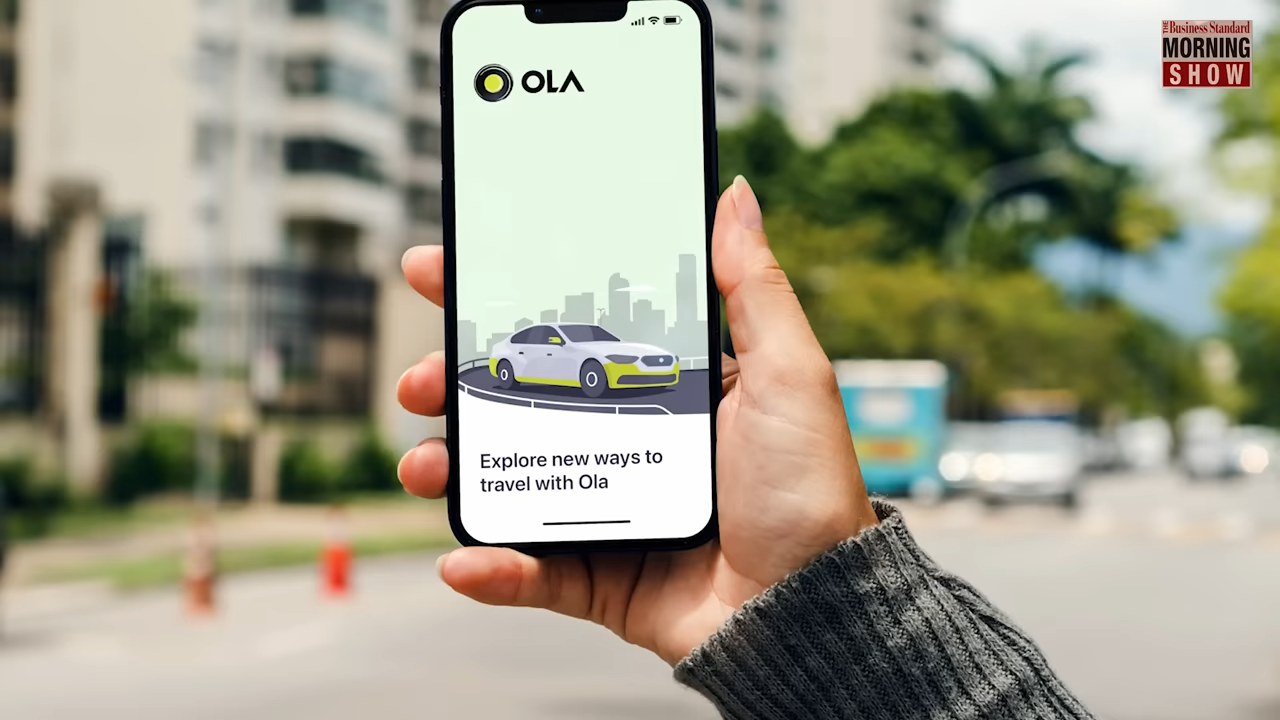 OLA
Explore new ways to
travel with Ola
THE Business Standard
MORNING
SHOW